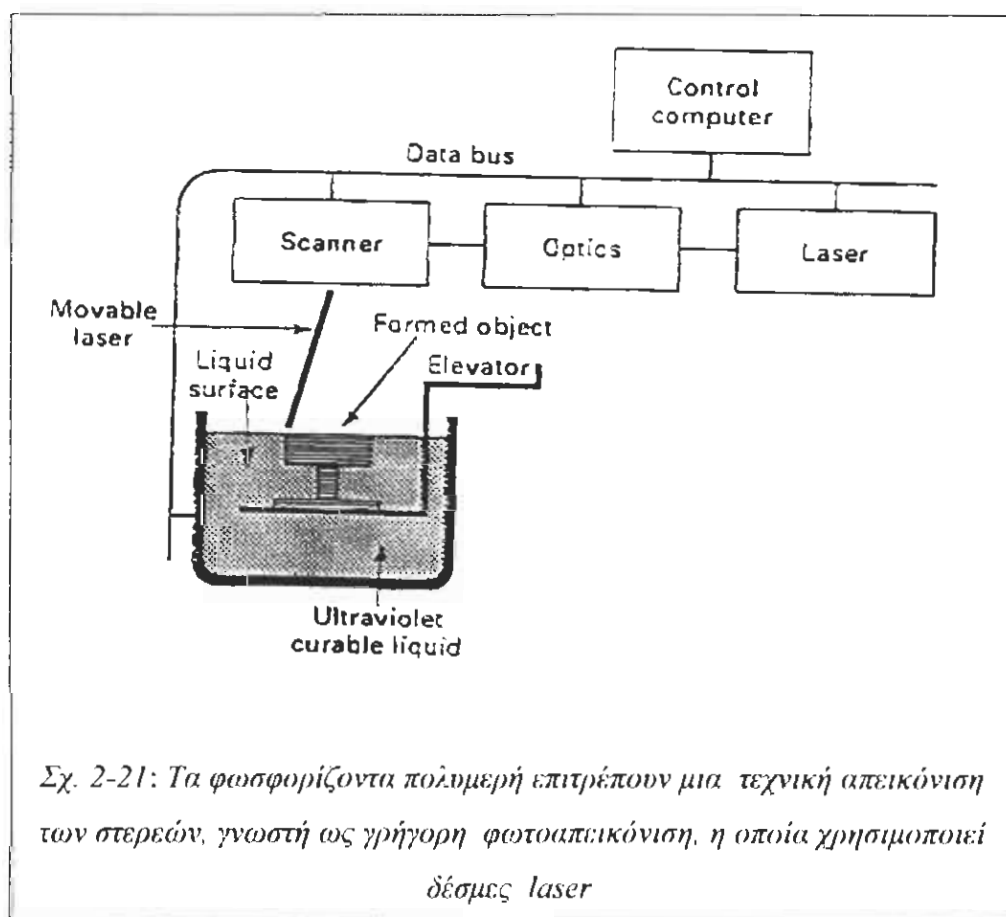 Control
computer
Data bus
Scanner
Optics
Laser
Movable
laser
Formed object
Liquid
surface
Elevator
Ultraviolet
curable liquid
Σχ. 2-21: Τα φωσφορίζοντα πολυμερή επιτρέπουν μια τεχνική απεικόνιση
των στερεών, γνωστή ως γρήγορη φωτοαπεικόνιση, η οποία χρησιμοποιεί
δέσμες laser